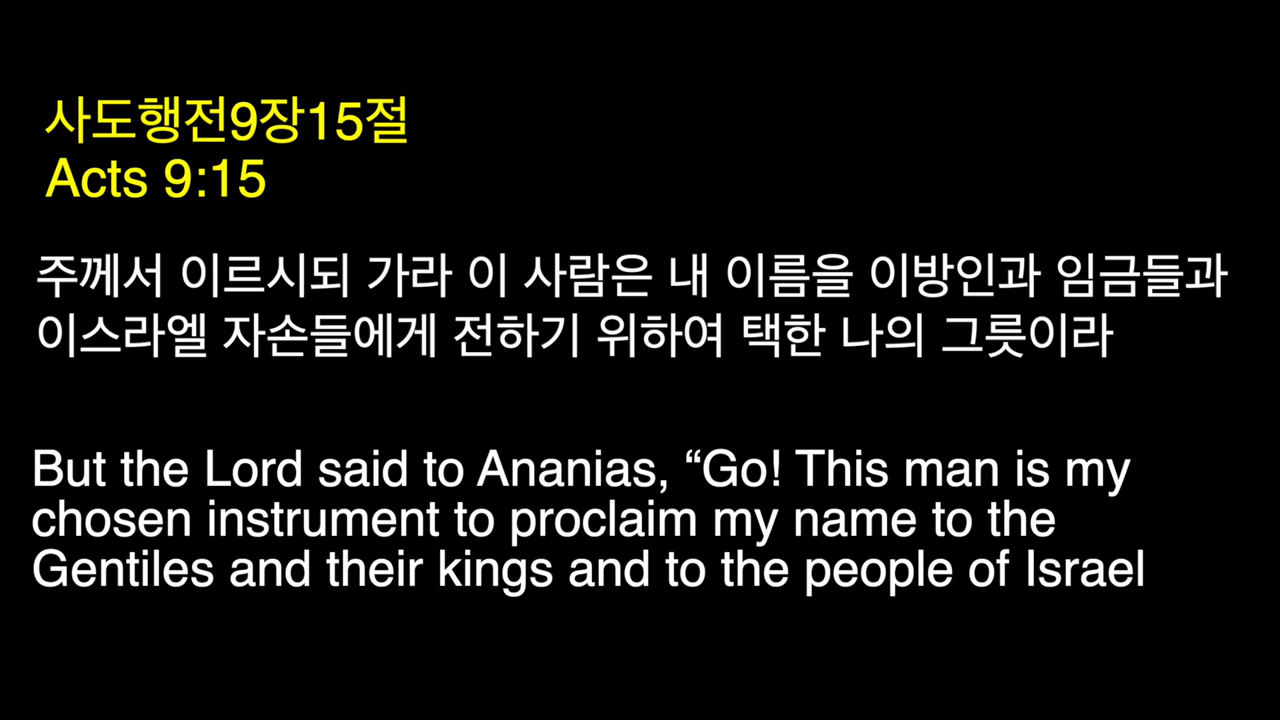 사도행전9장15절
Acts 9:15
주께서 이르시되 가라 이 사람은 내 이름을 이방인과 임금들과
이스라엘 자손들에게 전하기 위하여 택한 나의 그릇이라
But the Lord said to Ananias, “Go! This man is my
chosen instrument to proclaim my name to the
Gentiles and their kings and to the people of Israel